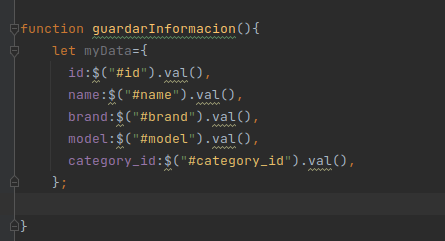 function guardarInformacion(){
let myData={
id:$("#id").val(),
name:$("#name").val(),
brand:$("#brand").val(),
model:$("#model").val(),
category_id:$("#category_id").val(),
};
}